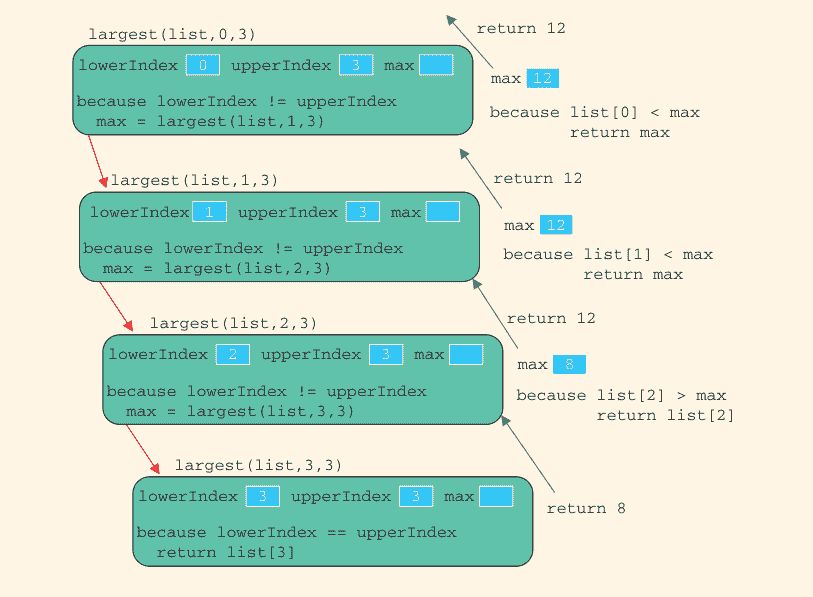 return 12
largest(list,0,3)
lowerIndex 0 upperIndex 3 max
max 12
because lowerIndex != upperIndex
max = largest(list,1,3)
because list[0] < max
return max
largest(list,1,3)
return 12
lowerIndex 1 upperIndex 3 max
max 12
because lowerIndex != upperIndex
max = largest(list,2,3)
because list[1] < max
return max
largest(list,2,3)
return 12
lowerIndex 2 upperIndex 3 max
max 8
because lowerIndex != upperIndex
max = largest(list,3,3)
because list[2] > max
return list[2]
largest(list,3,3)
lowerIndex 3 upperIndex 3 max
return 8
because lowerIndex == upperIndex
return list[3]